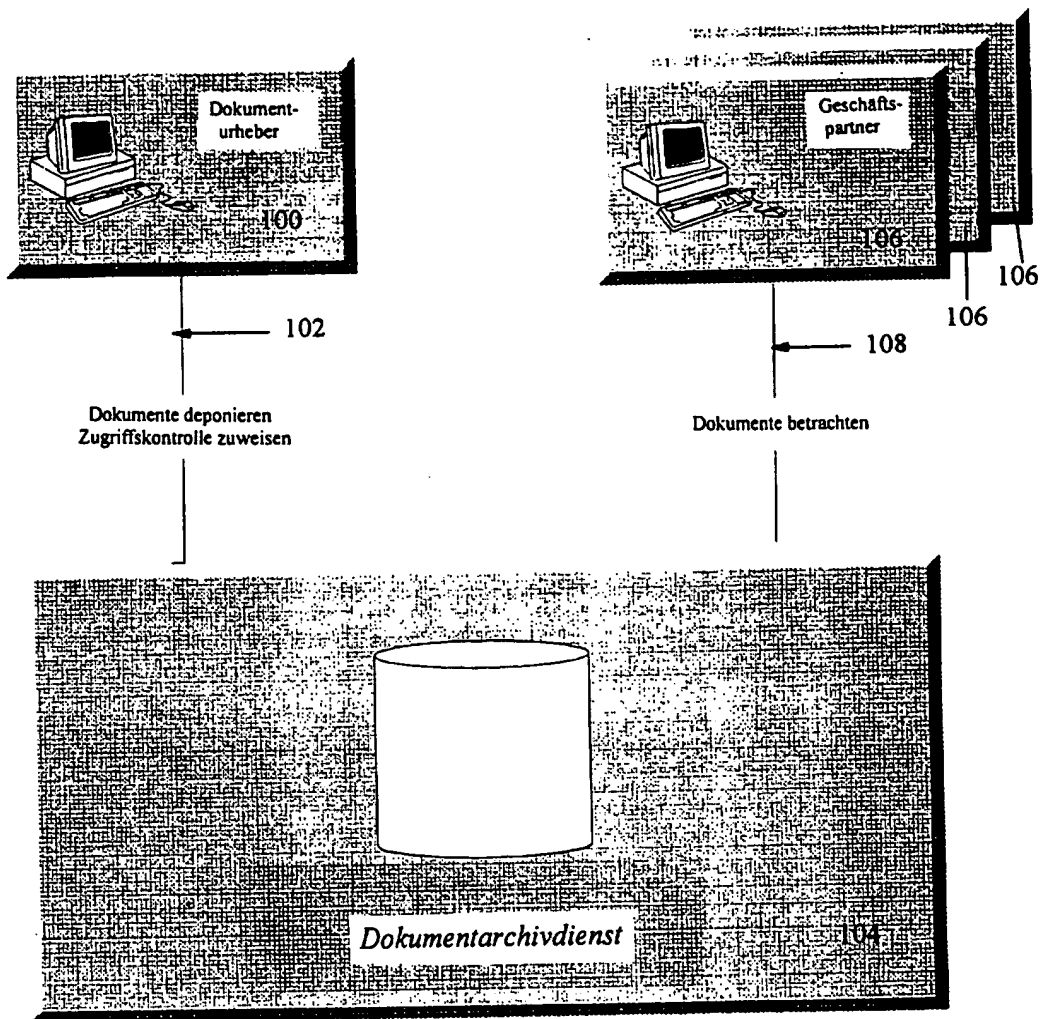 Dokument-
urheber
100
Geschäfts-
partner
106
106
106
102
108
Dokumente deponieren
Zugriffskontrolle zuweisen
Dokumente betrachten
Dokumentarchivdienst
104